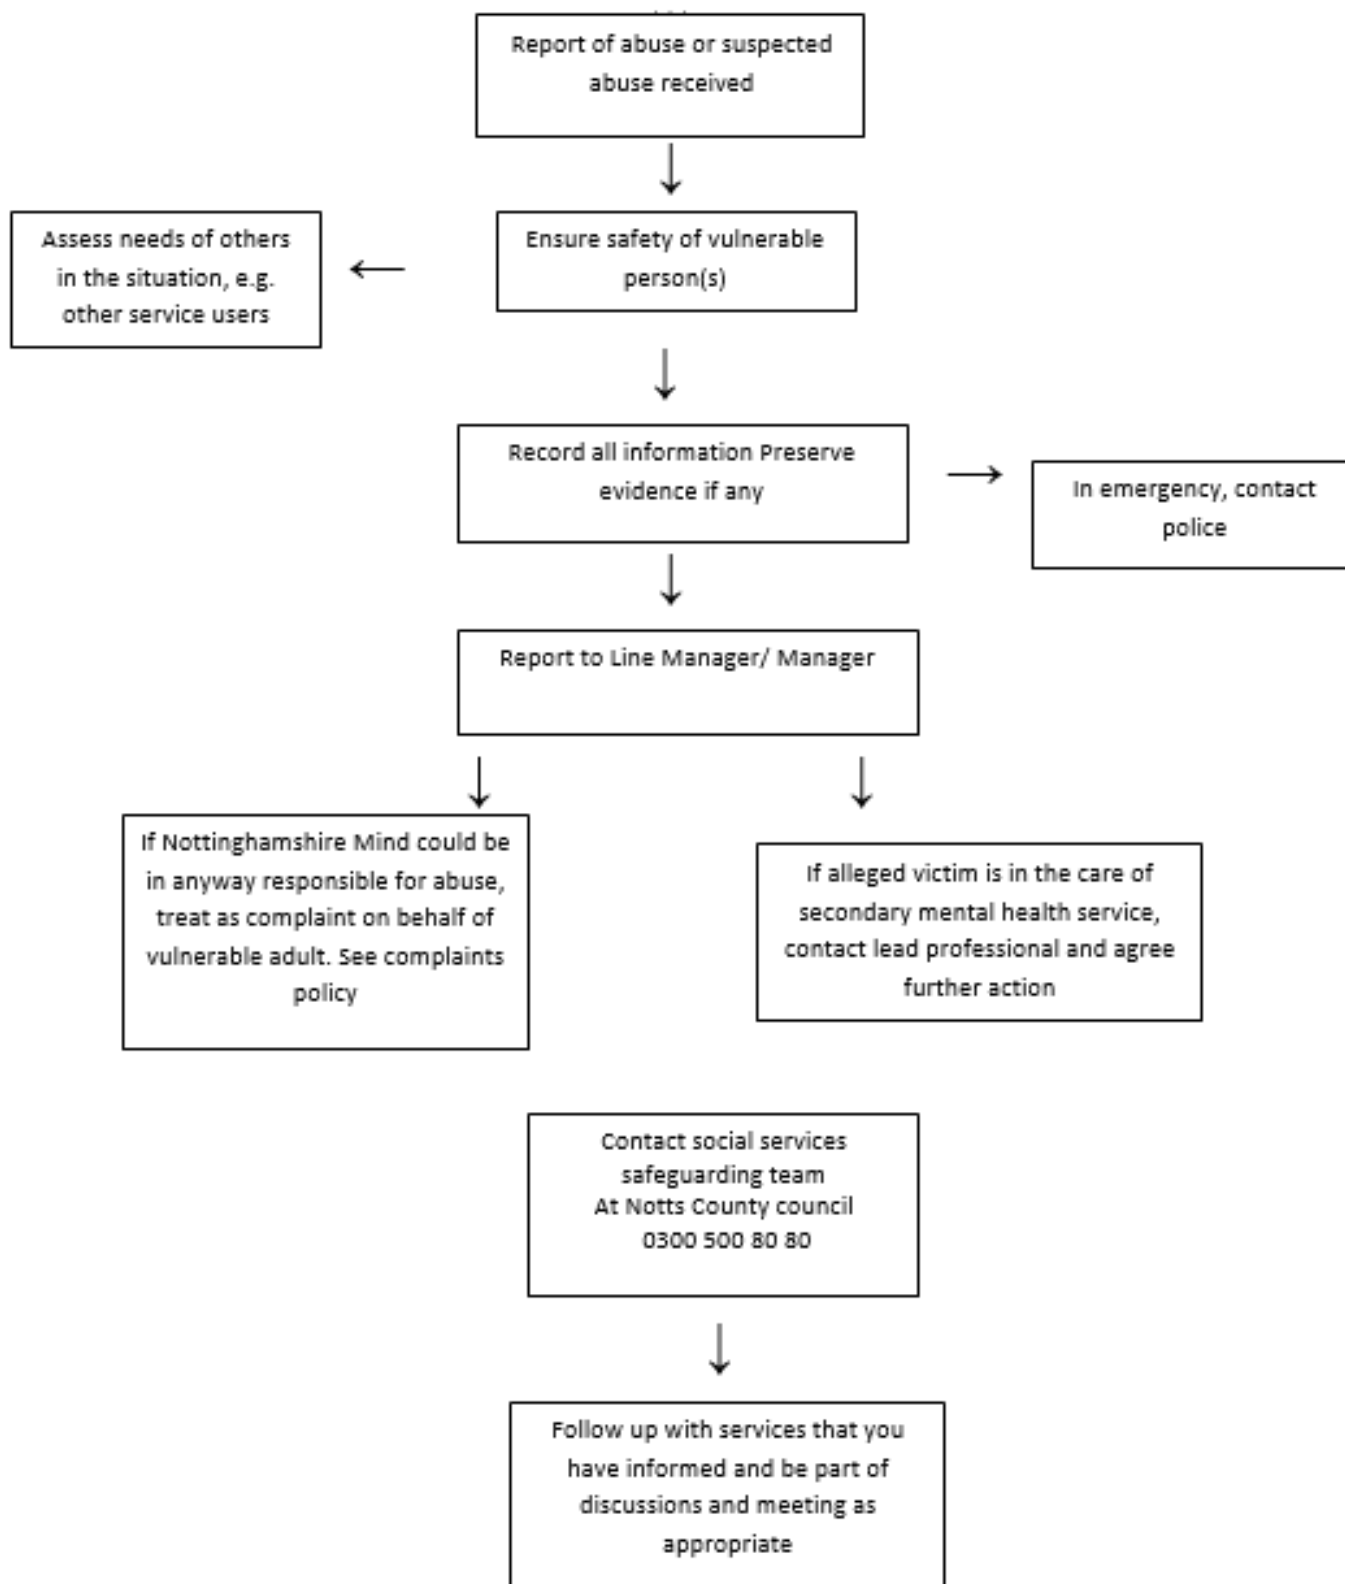 Report of abuse or suspected
abuse received
Assess needs of others
in the situation, e.g.
other service users
Ensure safety of vulnerable
person(s)
Record all information Preserve
evidence if any
In emergency, contact
police
Report to Line Manager/ Manager
If Nottinghamshire Mind could be
in anyway responsible for abuse,
treat as complaint on behalf of
vulnerable adult. See complaints
policy
If alleged victim is in the care of
secondary mental health service,
contact lead professional and agree
further action
Contact social services
safeguarding team
At Notts County council
0300 500 80 80
Follow up with services that you
have informed and be part of
discussions and meeting as
appropriate